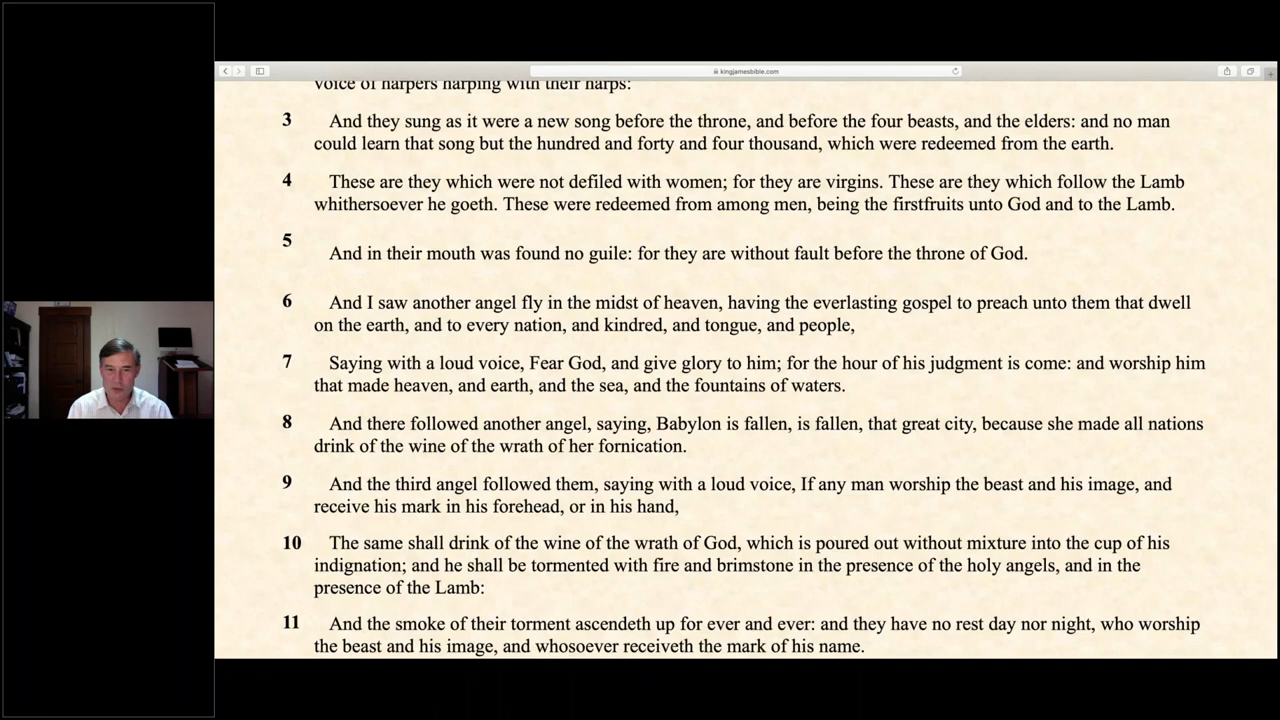 kingjamesbible.com
voice of harpers harping with their harps:
3 And they sung as it were a new song before the throne, and before the four beasts, and the elders: and no man
could learn that song but the hundred and forty and four thousand, which were redeemed from the earth.
4 These are they which were not defiled with women; for they are virgins. These are they which follow the Lamb
whithersoever he goeth. These were redeemed from among men, being the firstfruits unto God and to the Lamb.
5 And in their mouth was found no guile: for they are without fault before the throne of God.
6 And I saw another angel fly in the midst of heaven, having the everlasting gospel to preach unto them that dwell
on the earth, and to every nation, and kindred, and tongue, and people,
7 Saying with a loud voice, Fear God, and give glory to him; for the hour of his judgment is come: and worship him
that made heaven, and earth, and the sea, and the fountains of waters.
8 And there followed another angel, saying, Babylon is fallen, is fallen, that great city, because she made all nations
drink of the wine of the wrath of her fornication.
9 And the third angel followed them, saying with a loud voice, If any man worship the beast and his image, and
receive his mark in his forehead, or in his hand,
10 The same shall drink of the wine of the wrath of God, which is poured out without mixture into the cup of his
indignation; and he shall be tormented with fire and brimstone in the presence of the holy angels, and in the
presence of the Lamb:
11 And the smoke of their torment ascendeth up for ever and ever: and they have no rest day nor night, who worship
the beast and his image, and whosoever receiveth the mark of his name.